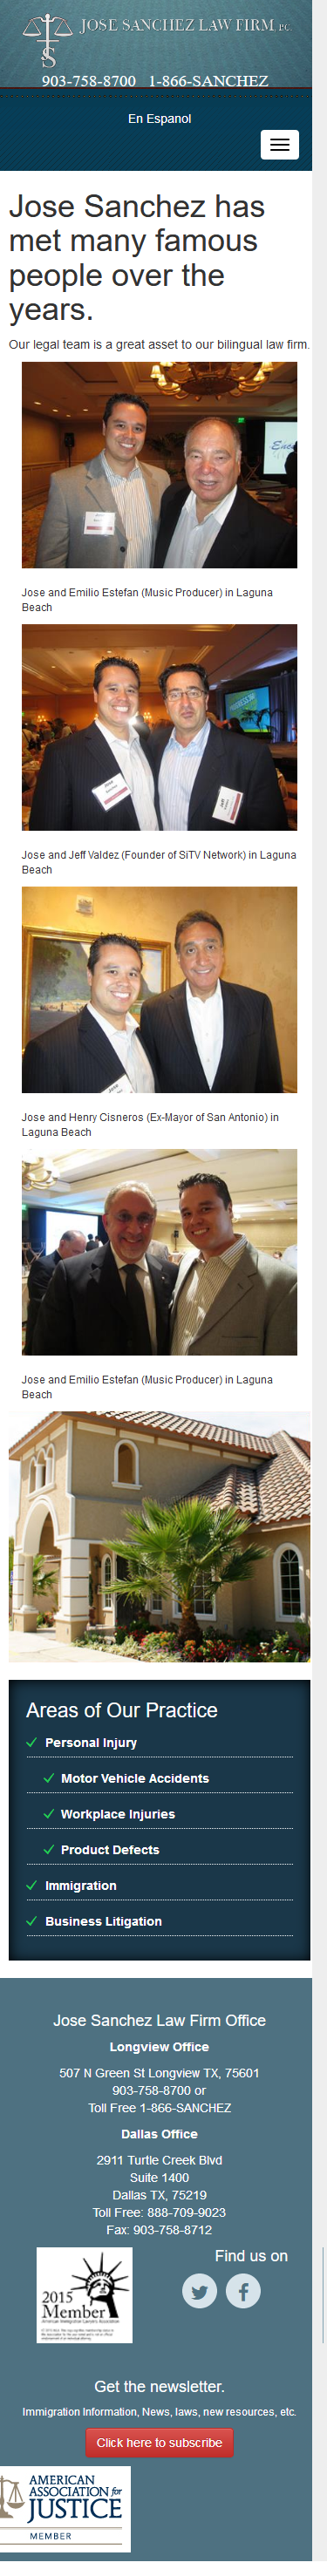 JOSE SANCHEZ LAW FIRM, P.C.
903-758-8700 1-866-SANCHEZ
En Espanol
Jose Sanchez has
met many famous
people over the
years.
Our legal team is a great asset to our bilingual law firm.
Jose and Emilio Estefan (Music Producer) in Laguna
Beach
Jose and Jeff Valdez (Founder of SiTV Network) in Laguna
Beach
Jose and Henry Cisneros (Ex-Mayor of San Antonio) in
Laguna Beach
Jose and Emilio Estefan (Music Producer) in Laguna
Beach
Areas of Our Practice
Personal Injury
Motor Vehicle Accidents
Workplace Injuries
Product Defects
Immigration
Business Litigation
Jose Sanchez Law Firm Office
Longview Office
507 N Green St Longview TX, 75601
903-758-8700 or
Toll Free 1-866-SANCHEZ
Dallas Office
2911 Turtle Creek Blvd
Suite 1400
Dallas TX, 75219
Toll Free: 888-709-9023
Fax: 903-758-8712
2015
Member
American Immigration Lawyers Association
Find us on
Get the newsletter.
Immigration Information, News, laws, new resources, etc.
Click here to subscribe
AMERICAN
ASSOCIATION for
JUSTICE
MEMBER